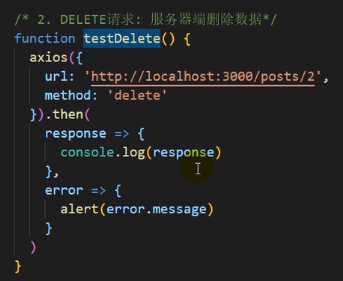 /* 2. DELETE请求: 服务器端删除数据*/
function testDelete() {
  axios({
    url: 'http://localhost:3000/posts/2',
    method: 'delete'
  }).then(
    response => {
      console.log(response)
    },
    error => {
      alert(error.message)
    }
  )
}